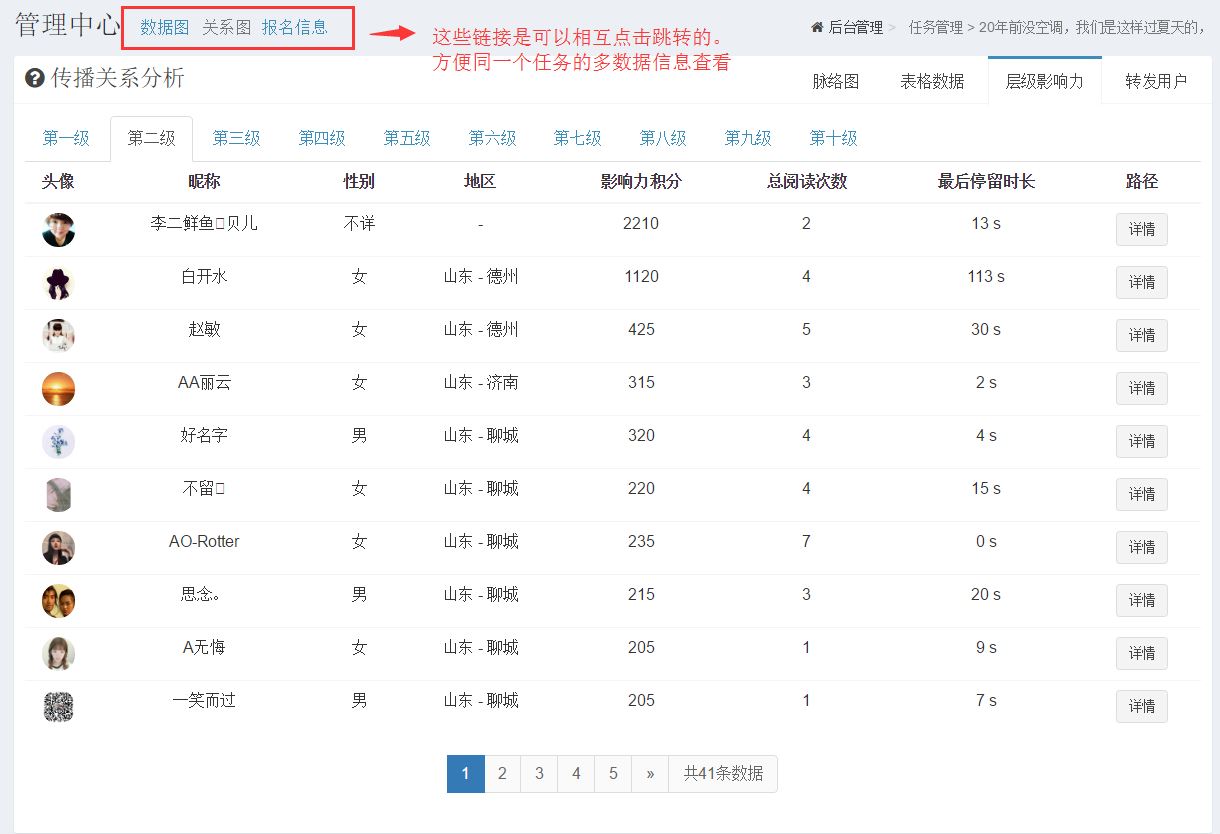 管理中心 数据图 关系图 报名信息
这些链接是可以相互点击跳转的。
方便同一个任务的多数据信息查看
后台管理 > 任务管理 > 20年前没空调，我们是这样过夏天的，
传播关系分析
脉络图 表格数据 层级影响力 转发用户
第一级 第二级 第三级 第四级 第五级 第六级 第七级 第八级 第九级 第十级
头像 昵称 性别 地区 影响力积分 总阅读次数 最后停留时长 路径
李二鲜鱼▯贝儿 不详 - 2210 2 13 s 详情
白开水 女 山东 - 德州 1120 4 113 s 详情
赵敏 女 山东 - 德州 425 5 30 s 详情
AA丽云 女 山东 - 济南 315 3 2 s 详情
好名字 男 山东 - 聊城 320 4 4 s 详情
不留▯ 女 山东 - 聊城 220 4 15 s 详情
AO-Rotter 女 山东 - 聊城 235 7 0 s 详情
思念。 男 山东 - 聊城 215 3 20 s 详情
A无悔 女 山东 - 聊城 205 1 9 s 详情
一笑而过 男 山东 - 聊城 205 1 7 s 详情
1 2 3 4 5 » 共41条数据